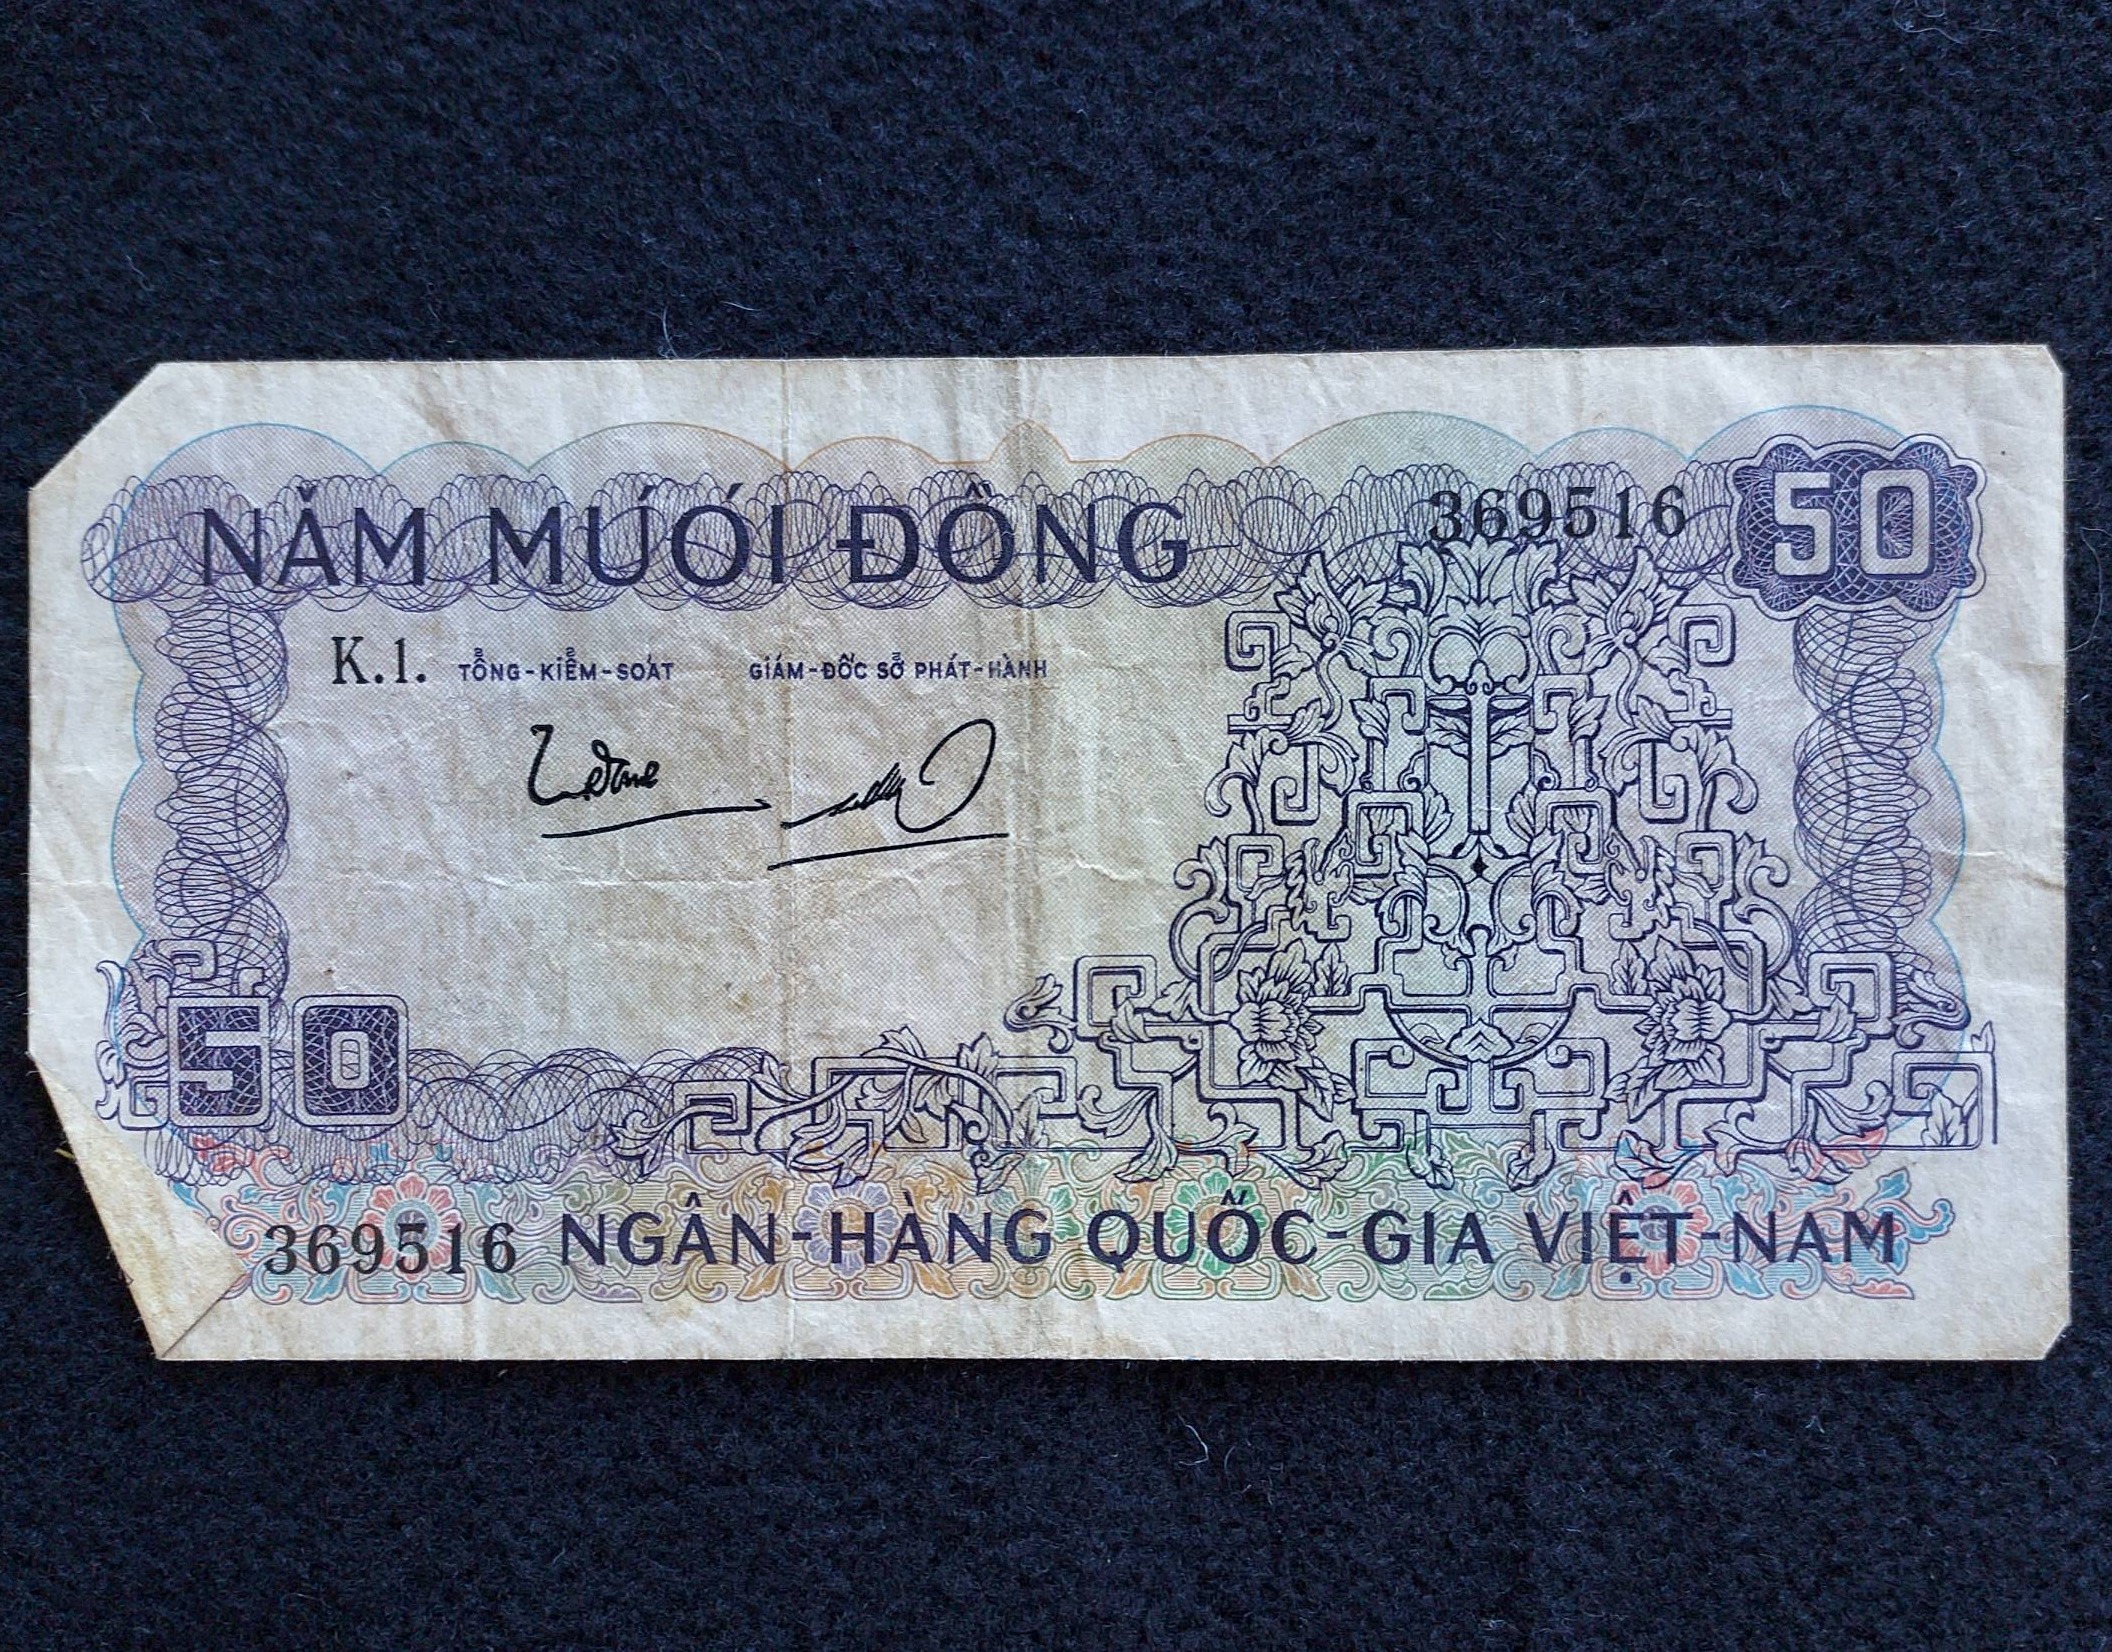 NĂM MƯƠI ĐỒNG
369516
50
K.1.
TỔNG-KIỂM-SOÁT
GIÁM-ĐỐC SỞ PHÁT-HÀNH
50
369516
NGÂN-HÀNG QUỐC-GIA VIỆT-NAM